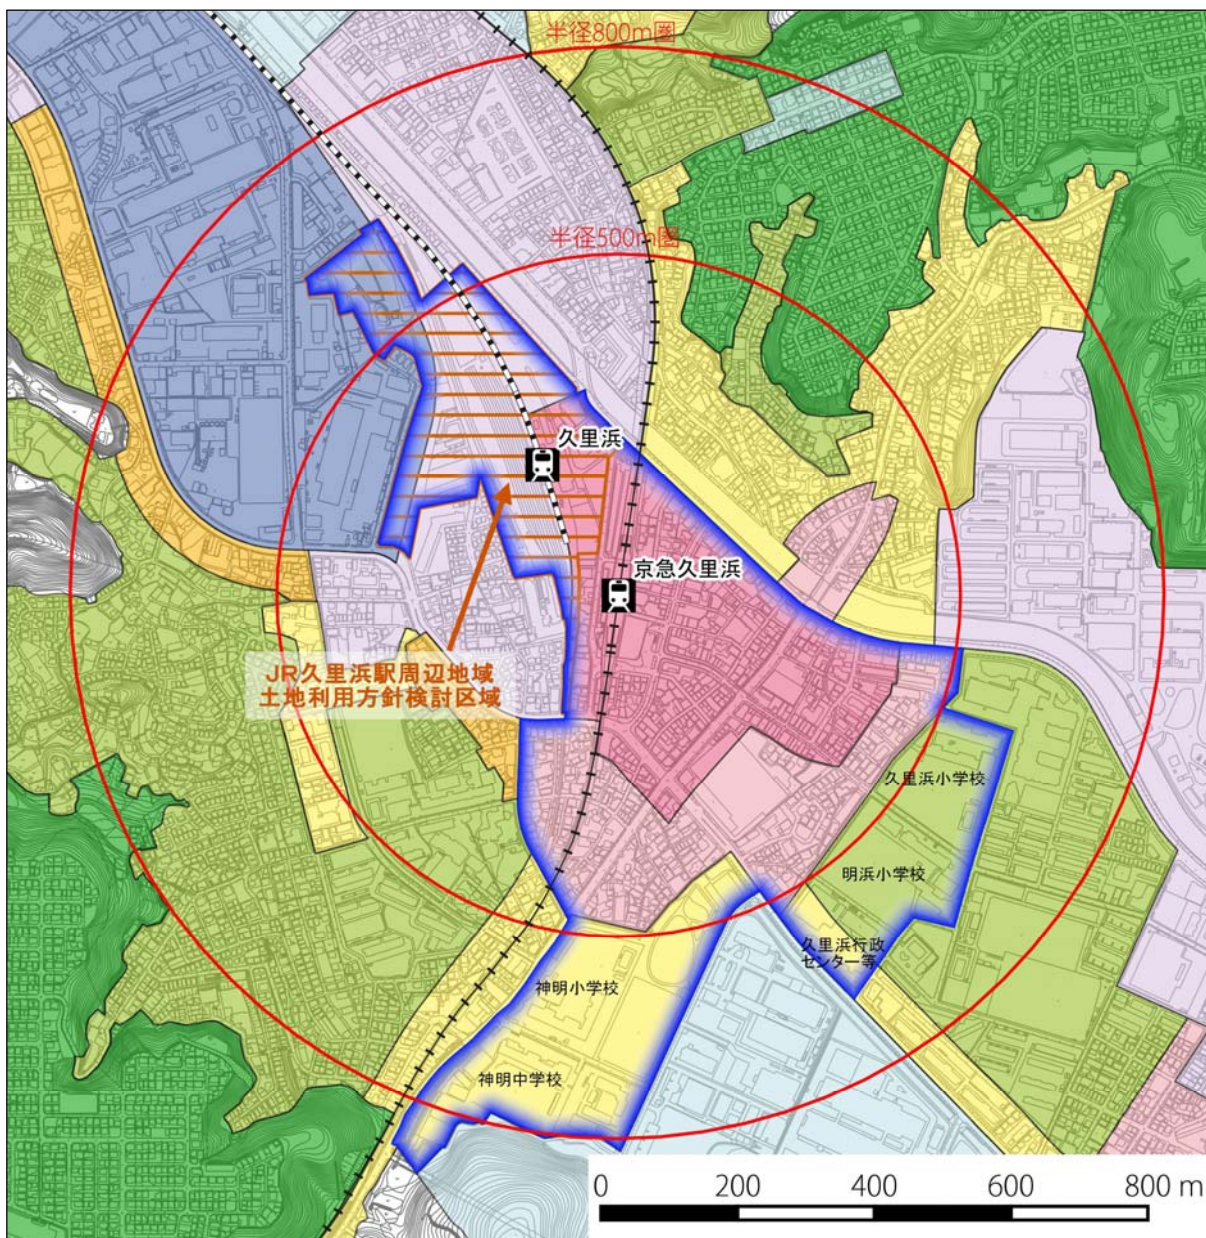 半径800m圏
半径500m圏
久里浜
京急久里浜
JR久里浜駅周辺地域
土地利用方針検討区域
久里浜小学校
明浜小学校
久里浜行政
センター等
神明小学校
神明中学校
0 200 400 600 800 m